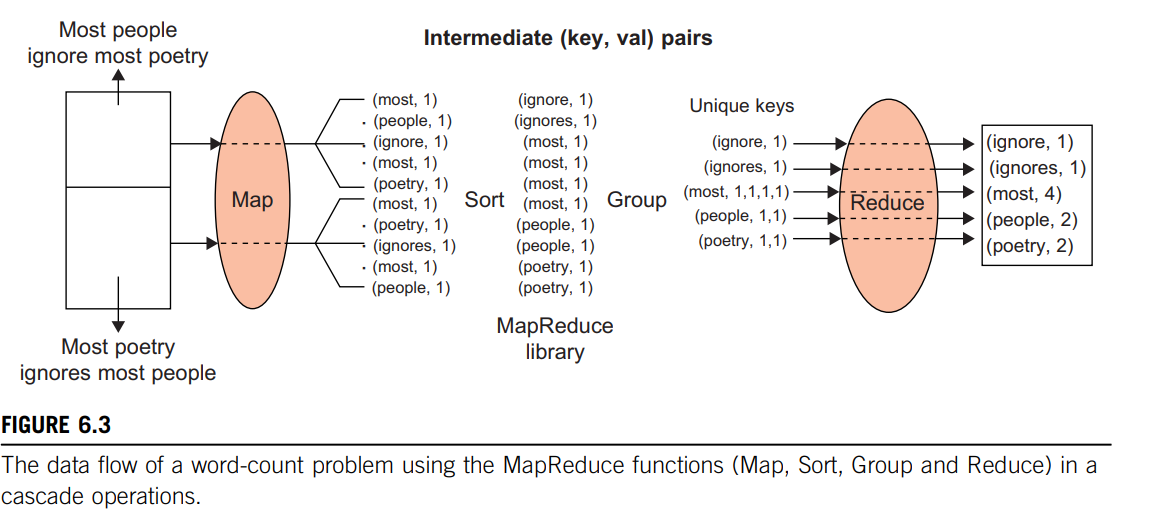 Most people
ignore most poetry
Intermediate (key, val) pairs
Map
(most, 1)
(people, 1)
(ignore, 1)
(most, 1)
(poetry, 1)
(most, 1)
(poetry, 1)
(ignores, 1)
(most, 1)
(people, 1)
Sort
(ignore, 1)
(ignores, 1)
(most, 1)
(most, 1)
(most, 1)
(most, 1)
(people, 1)
(people, 1)
(poetry, 1)
(poetry, 1)
Group
Unique keys
(ignore, 1)
(ignores, 1)
(most, 1,1,1,1)
(people, 1,1)
(poetry, 1,1)
Reduce
(ignore, 1)
(ignores, 1)
(most, 4)
(people, 2)
(poetry, 2)
MapReduce
library
Most poetry
ignores most people
FIGURE 6.3
The data flow of a word-count problem using the MapReduce functions (Map, Sort, Group and Reduce) in a
cascade operations.